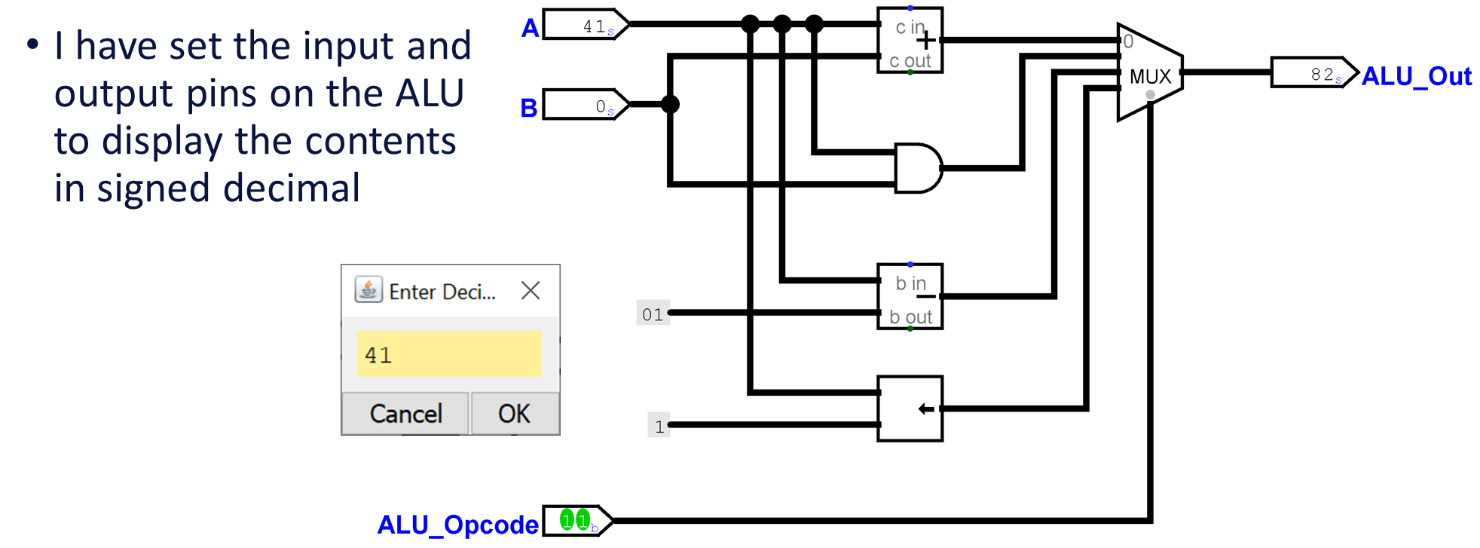 • I have set the input and
output pins on the ALU
to display the contents
in signed decimal
A
41s
B
0s
c in
+
c out
0
MUX
82s
ALU_Out
b in
b out
01
1
Enter Deci...
41
Cancel
OK
ALU_Opcode
11b